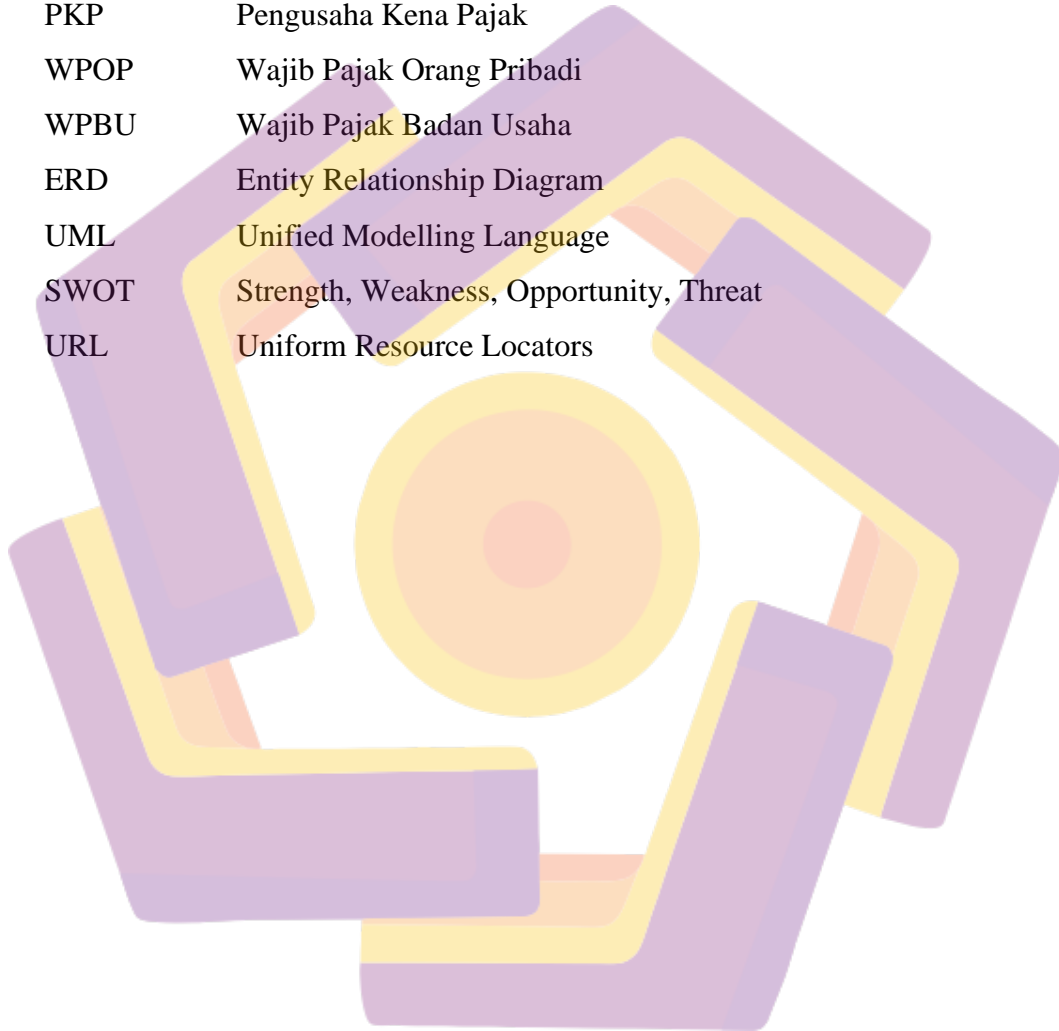 PKP Pengusaha Kena Pajak
WPOP Wajib Pajak Orang Pribadi
WPBU Wajib Pajak Badan Usaha
ERD Entity Relationship Diagram
UML Unified Modelling Language
SWOT Strength, Weakness, Opportunity, Threat
URL Uniform Resource Locators